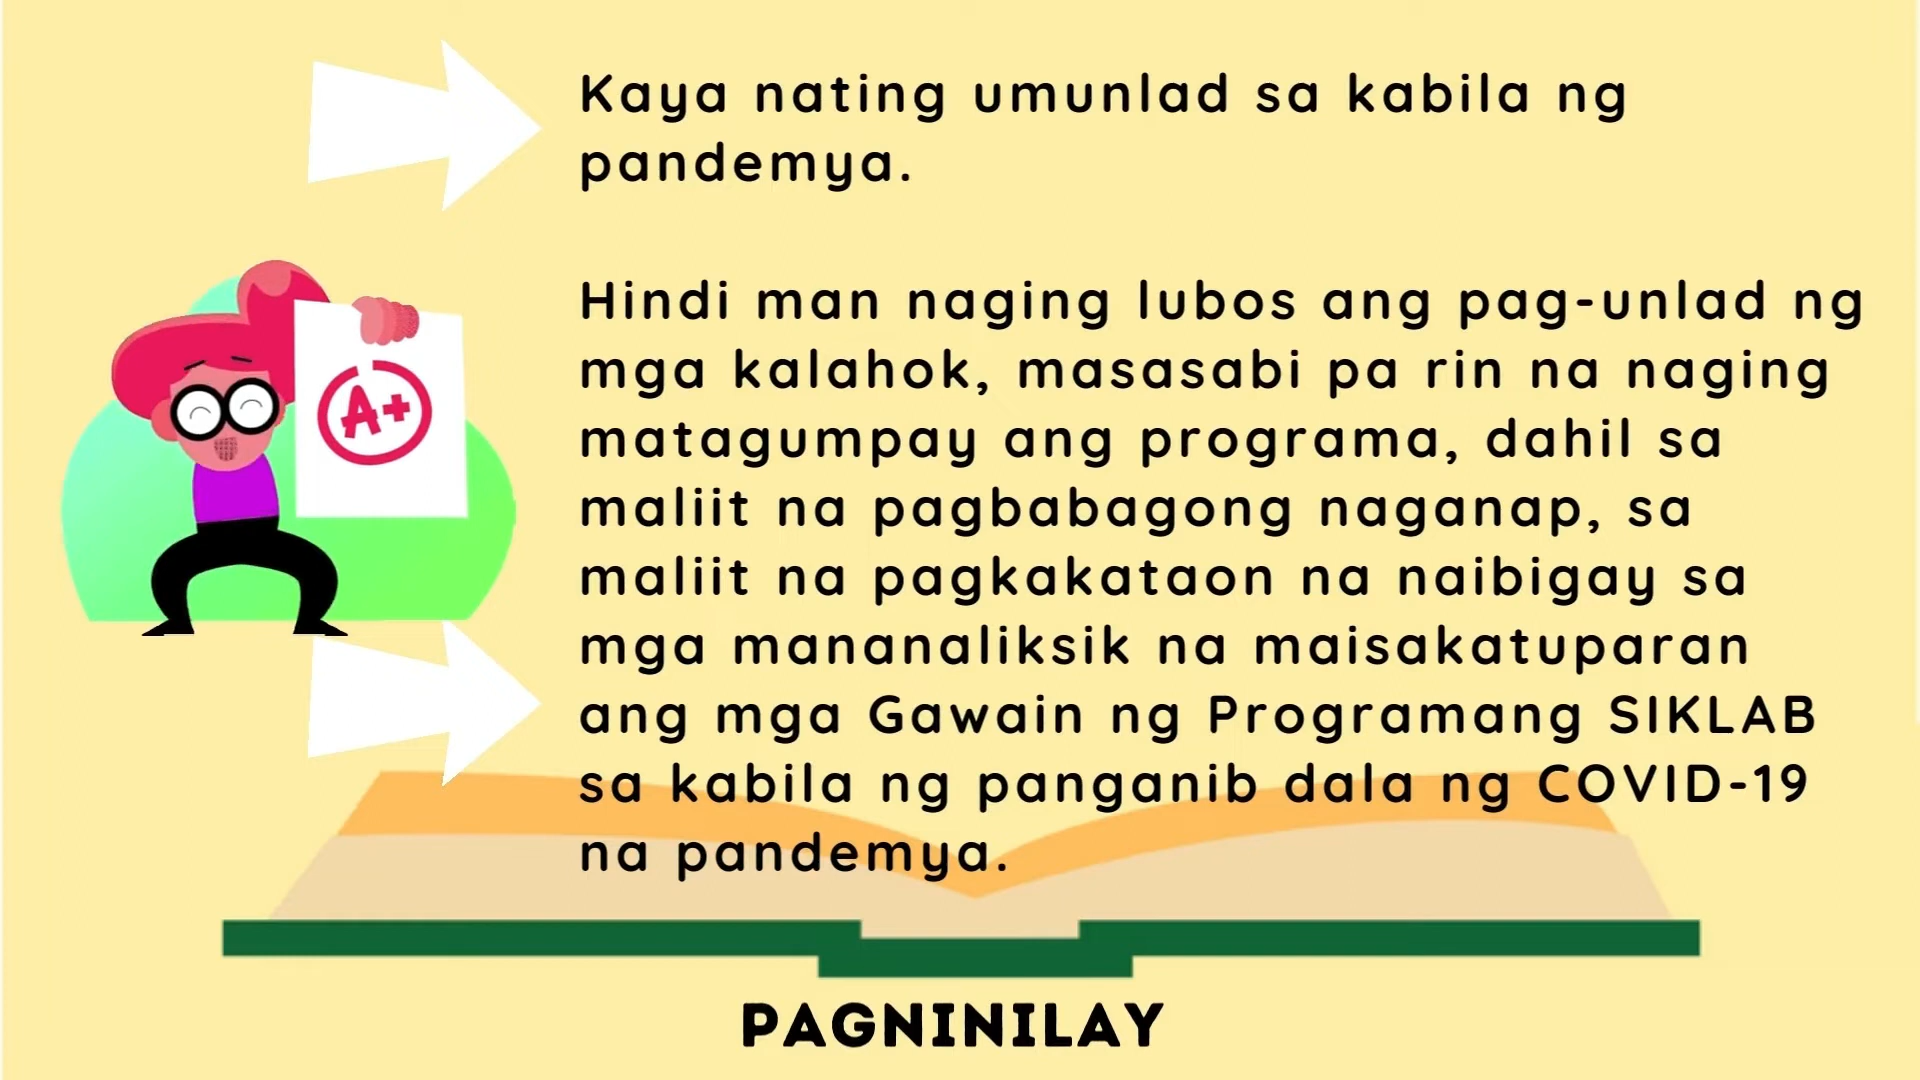 Kaya nating umunlad sa kabila ng
pandemya.
Hindi man naging lubos ang pag-unlad ng
mga kalahok, masasabi pa rin na naging
matagumpay ang programa, dahil sa
maliit na pagbabagong naganap, sa
maliit na pagkakataon na naibigay sa
mga mananaliksik na maisakatuparan
ang mga Gawain ng Programang SIKLAB
sa kabila ng panganib dala ng COVID-19
na pandemya.
A+
PAGNINILAY